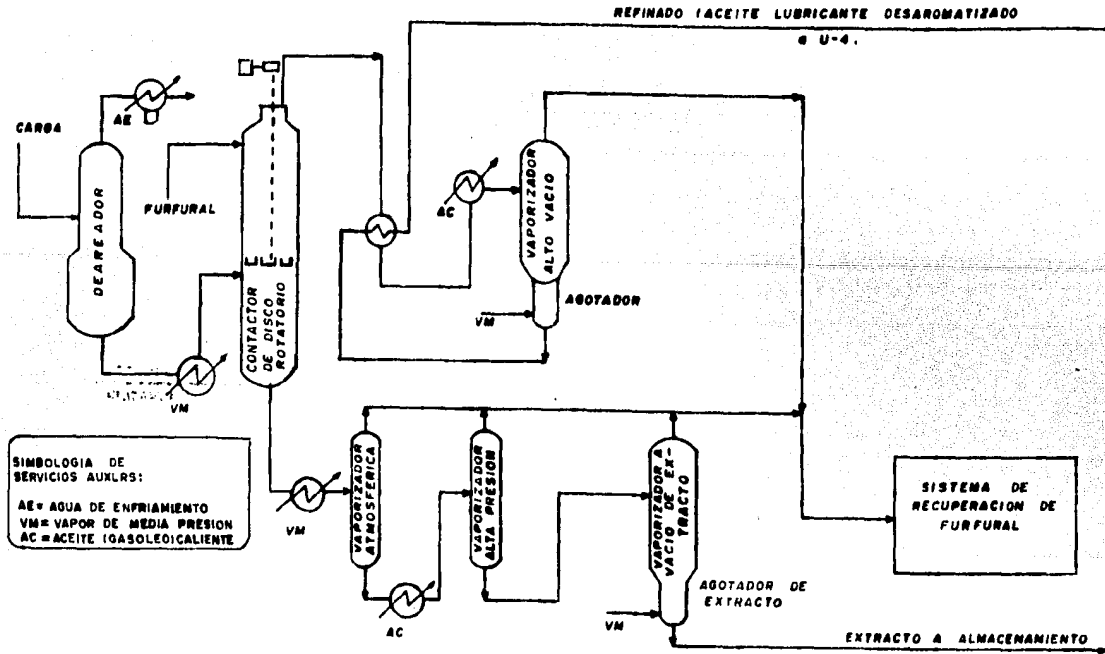 REFINADO (ACEITE LUBRICANTE DESAROMATIZADO
a U-4.
CARGA
AE
DEAREADOR
FURFURAL
VM
CONTACTOR
DE DISCO
ROTATORIO
AC
VAPORIZADOR
ALTO VACIO
AGOTADOR
VM
VM
VAPORIZADOR
ATMOSFERICA
AC
VAPORIZADOR
ALTA PRESION
VAPORIZADOR A
VACIO DE EX-
TRACTO
AGOTADOR DE
EXTRACTO
VM
SISTEMA DE
RECUPERACION DE
FURFURAL
EXTRACTO A ALMACENAMIENTO
SIMBOLOGIA DE
SERVICIOS AUXLRS:
AE= AGUA DE ENFRIAMIENTO
VM= VAPOR DE MEDIA PRESION
AC =ACEITE (GASOLEO)CALIENTE